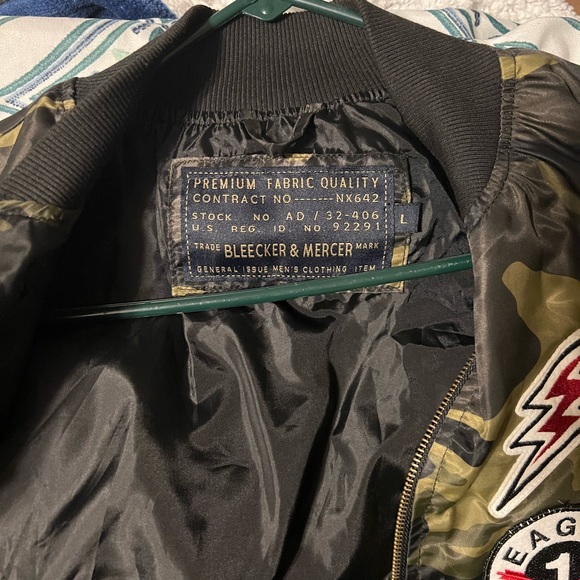 PREMIUM FABRIC QUALITY
CONTRACT NO-------NX642
STOCK. NO. AD / 32-406
U.S. REG. ID. NO. 92291
TRADE BLEECKER & MERCER MARK
GENERAL ISSUE MEN'S CLOTHING ITEM
L
EAG
1